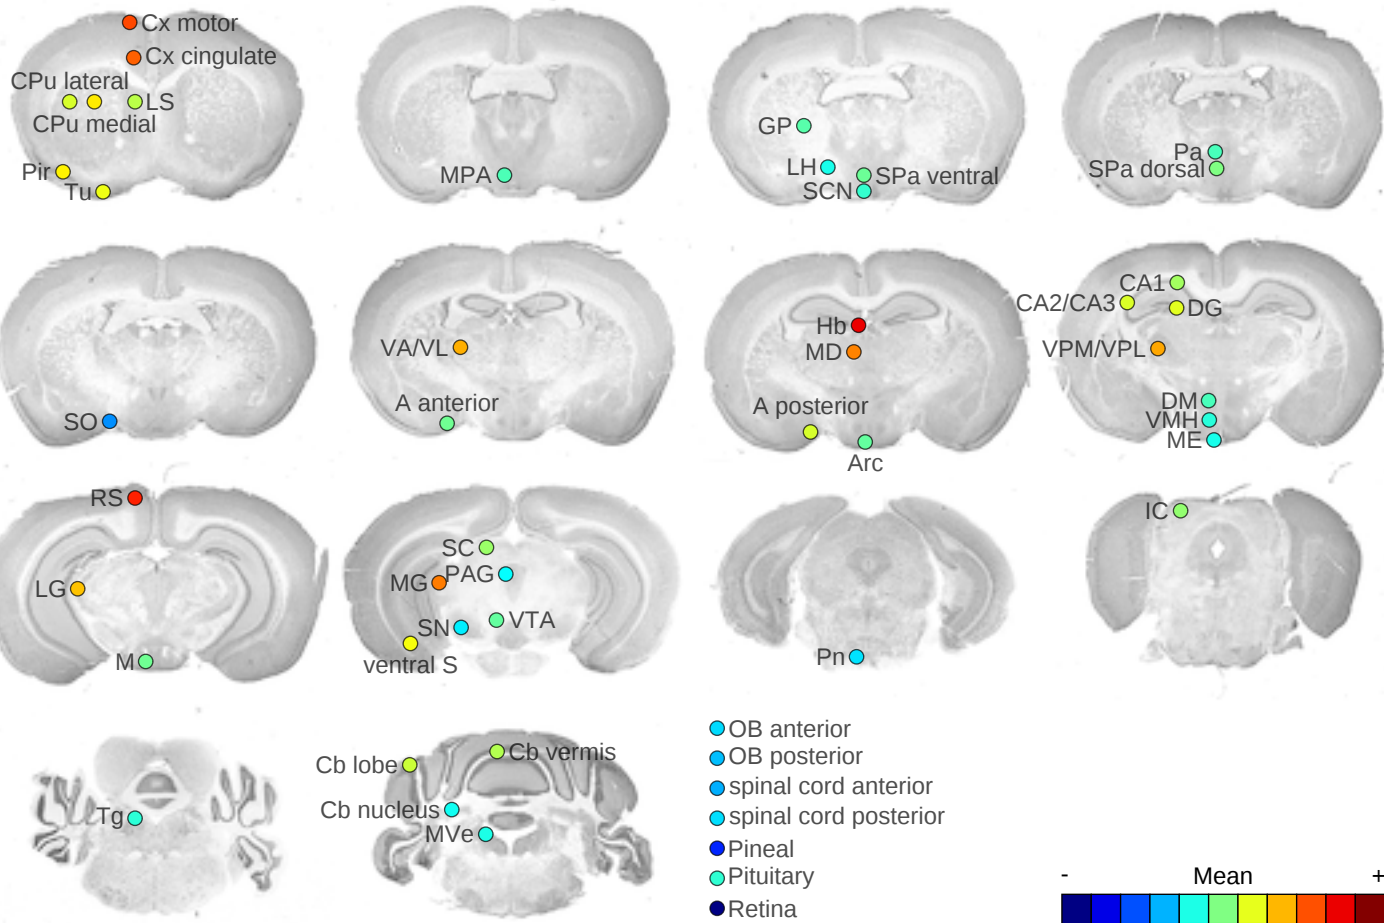 Cx motor
Cx cingulate
CPu lateral
LS
CPu medial
Pir
Tu
MPA
GP
LH
SPa ventral
SCN
Pa
SPa dorsal
SO
VA/VL
A anterior
Hb
MD
A posterior
Arc
CA1
CA2/CA3
DG
VPM/VPL
DM
VMH
ME
RS
LG
M
SC
MG
PAG
SN
VTA
ventral S
Pn
IC
Tg
Cb lobe
Cb vermis
Cb nucleus
MVe
OB anterior
OB posterior
spinal cord anterior
spinal cord posterior
Pineal
Pituitary
Retina
- Mean +